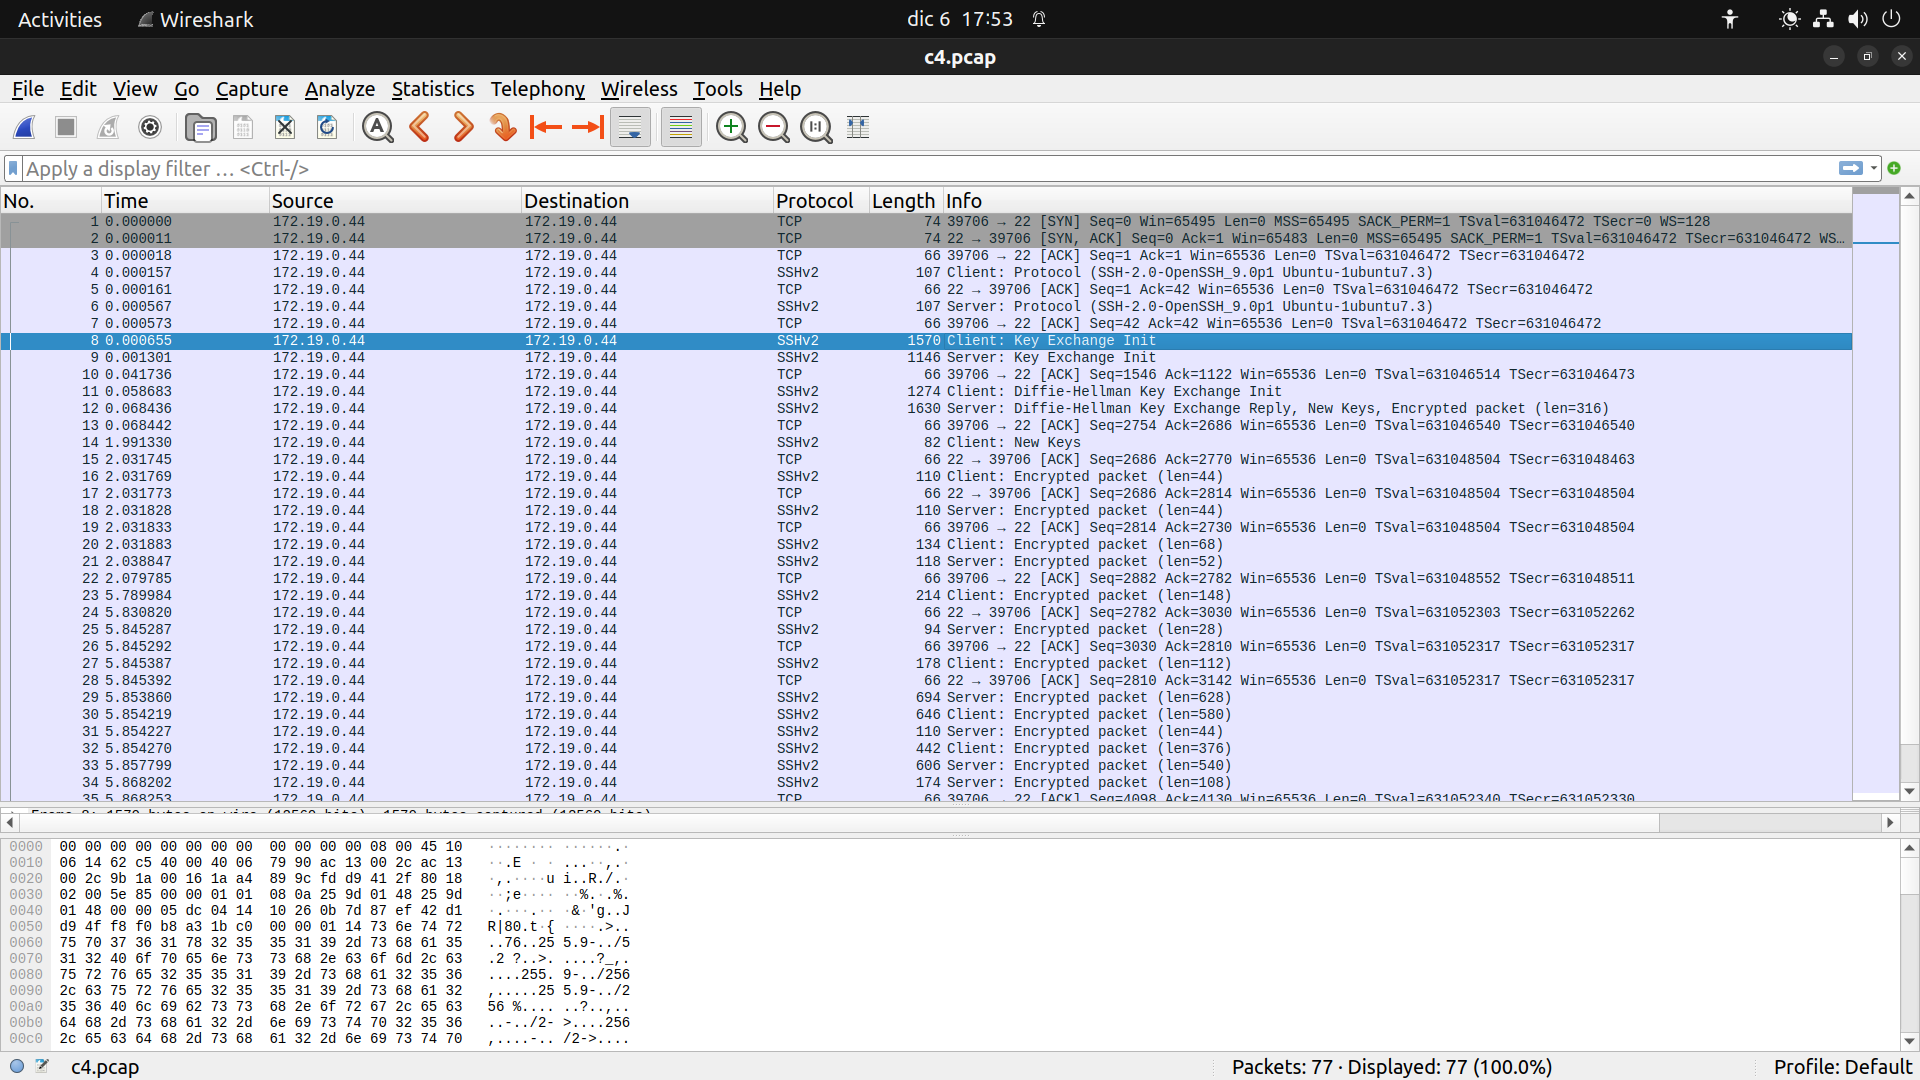 Activities Wireshark dic 6 17:53
c4.pcap
File Edit View Go Capture Analyze Statistics Telephony Wireless Tools Help
Apply a display filter … <Ctrl-/>
No. Time Source Destination Protocol Length Info
1 0.000000 172.19.0.44 172.19.0.44 TCP 74 39706 → 22 [SYN] Seq=0 Win=65495 Len=0 MSS=65495 SACK_PERM=1 TSval=631046472 TSecr=0 WS=128
2 0.000011 172.19.0.44 172.19.0.44 TCP 74 22 → 39706 [SYN, ACK] Seq=0 Ack=1 Win=65483 Len=0 MSS=65495 SACK_PERM=1 TSval=631046472 TSecr=631046472 WS…
3 0.000018 172.19.0.44 172.19.0.44 TCP 66 39706 → 22 [ACK] Seq=1 Ack=1 Win=65536 Len=0 TSval=631046472 TSecr=631046472
4 0.000157 172.19.0.44 172.19.0.44 SSHv2 107 Client: Protocol (SSH-2.0-OpenSSH_9.0p1 Ubuntu-1ubuntu7.3)
5 0.000161 172.19.0.44 172.19.0.44 TCP 66 22 → 39706 [ACK] Seq=1 Ack=42 Win=65536 Len=0 TSval=631046472 TSecr=631046472
6 0.000567 172.19.0.44 172.19.0.44 SSHv2 107 Server: Protocol (SSH-2.0-OpenSSH_9.0p1 Ubuntu-1ubuntu7.3)
7 0.000573 172.19.0.44 172.19.0.44 TCP 66 39706 → 22 [ACK] Seq=42 Ack=42 Win=65536 Len=0 TSval=631046472 TSecr=631046472
8 0.000655 172.19.0.44 172.19.0.44 SSHv2 1570 Client: Key Exchange Init
9 0.001301 172.19.0.44 172.19.0.44 SSHv2 1146 Server: Key Exchange Init
10 0.041736 172.19.0.44 172.19.0.44 TCP 66 39706 → 22 [ACK] Seq=1546 Ack=1122 Win=65536 Len=0 TSval=631046514 TSecr=631046473
11 0.058683 172.19.0.44 172.19.0.44 SSHv2 1274 Client: Diffie-Hellman Key Exchange Init
12 0.068436 172.19.0.44 172.19.0.44 SSHv2 1630 Server: Diffie-Hellman Key Exchange Reply, New Keys, Encrypted packet (len=316)
13 0.068442 172.19.0.44 172.19.0.44 TCP 66 39706 → 22 [ACK] Seq=2754 Ack=2686 Win=65536 Len=0 TSval=631046540 TSecr=631046540
14 1.991330 172.19.0.44 172.19.0.44 SSHv2 82 Client: New Keys
15 2.031745 172.19.0.44 172.19.0.44 TCP 66 22 → 39706 [ACK] Seq=2686 Ack=2770 Win=65536 Len=0 TSval=631048504 TSecr=631048463
16 2.031769 172.19.0.44 172.19.0.44 SSHv2 110 Client: Encrypted packet (len=44)
17 2.031773 172.19.0.44 172.19.0.44 TCP 66 22 → 39706 [ACK] Seq=2686 Ack=2814 Win=65536 Len=0 TSval=631048504 TSecr=631048504
18 2.031828 172.19.0.44 172.19.0.44 SSHv2 110 Server: Encrypted packet (len=44)
19 2.031833 172.19.0.44 172.19.0.44 TCP 66 39706 → 22 [ACK] Seq=2814 Ack=2730 Win=65536 Len=0 TSval=631048504 TSecr=631048504
20 2.031883 172.19.0.44 172.19.0.44 SSHv2 134 Client: Encrypted packet (len=68)
21 2.038847 172.19.0.44 172.19.0.44 SSHv2 118 Server: Encrypted packet (len=52)
22 2.079785 172.19.0.44 172.19.0.44 TCP 66 39706 → 22 [ACK] Seq=2882 Ack=2782 Win=65536 Len=0 TSval=631048552 TSecr=631048511
23 5.789984 172.19.0.44 172.19.0.44 SSHv2 214 Client: Encrypted packet (len=148)
24 5.830820 172.19.0.44 172.19.0.44 TCP 66 22 → 39706 [ACK] Seq=2782 Ack=3030 Win=65536 Len=0 TSval=631052303 TSecr=631052262
25 5.845287 172.19.0.44 172.19.0.44 SSHv2 94 Server: Encrypted packet (len=28)
26 5.845292 172.19.0.44 172.19.0.44 TCP 66 39706 → 22 [ACK] Seq=3030 Ack=2810 Win=65536 Len=0 TSval=631052317 TSecr=631052317
27 5.845387 172.19.0.44 172.19.0.44 SSHv2 178 Client: Encrypted packet (len=112)
28 5.845392 172.19.0.44 172.19.0.44 TCP 66 22 → 39706 [ACK] Seq=2810 Ack=3142 Win=65536 Len=0 TSval=631052317 TSecr=631052317
29 5.853860 172.19.0.44 172.19.0.44 SSHv2 694 Server: Encrypted packet (len=628)
30 5.854219 172.19.0.44 172.19.0.44 SSHv2 646 Client: Encrypted packet (len=580)
31 5.854227 172.19.0.44 172.19.0.44 SSHv2 110 Server: Encrypted packet (len=44)
32 5.854270 172.19.0.44 172.19.0.44 SSHv2 442 Client: Encrypted packet (len=376)
33 5.857799 172.19.0.44 172.19.0.44 SSHv2 606 Server: Encrypted packet (len=540)
34 5.868202 172.19.0.44 172.19.0.44 SSHv2 174 Server: Encrypted packet (len=108)
35 5.868253 172.19.0.44 172.19.0.44 TCP 66 39706 → 22 [ACK] Seq=4098 Ack=4130 Win=65536 Len=0 TSval=631052340 TSecr=631052330
0000 00 00 00 00 00 00 00 00 00 00 00 00 08 00 45 10 ········ ······.·
0010 06 14 62 c5 40 00 40 06 79 90 ac 13 00 2c ac 13 ··.E · · ...··,.·
0020 00 2c 9b 1a 00 16 1a a4 89 9c fd d9 41 2f 80 18 ·,.····u i..R./.·
0030 02 00 5e 85 00 00 01 01 08 0a 25 9d 01 48 25 9d ··;e···· ··%.·.%.
0040 01 48 00 00 05 dc 04 14 10 26 0b 7d 87 ef 42 d1 ·.···.·· ·&·'g..J
0050 d9 4f f8 f0 b8 a3 1b c0 00 00 01 14 73 6e 74 72 R|80.t·{ ····.>..
0060 75 70 37 36 31 78 32 35 35 31 39 2d 73 68 61 35 ..76..25 5.9-../5
0070 31 32 40 6f 70 65 6e 73 73 68 2e 63 6f 6d 2c 63 .2 ?..>. ....?_,.
0080 75 72 76 65 32 35 35 31 39 2d 73 68 61 32 35 36 ....255. 9-../256
0090 2c 63 75 72 76 65 32 35 35 31 39 2d 73 68 61 32 ,.....25 5.9-../2
00a0 35 36 40 6c 69 62 73 73 68 2e 6f 72 67 2c 65 63 56 %.... ..?..,..
00b0 64 68 2d 73 68 61 32 2d 6e 69 73 74 70 32 35 36 ..-../2- >....256
00c0 2c 65 63 64 68 2d 73 68 61 32 2d 6e 69 73 74 70 ,....-.. /2->....
c4.pcap Packets: 77 · Displayed: 77 (100.0%) Profile: Default